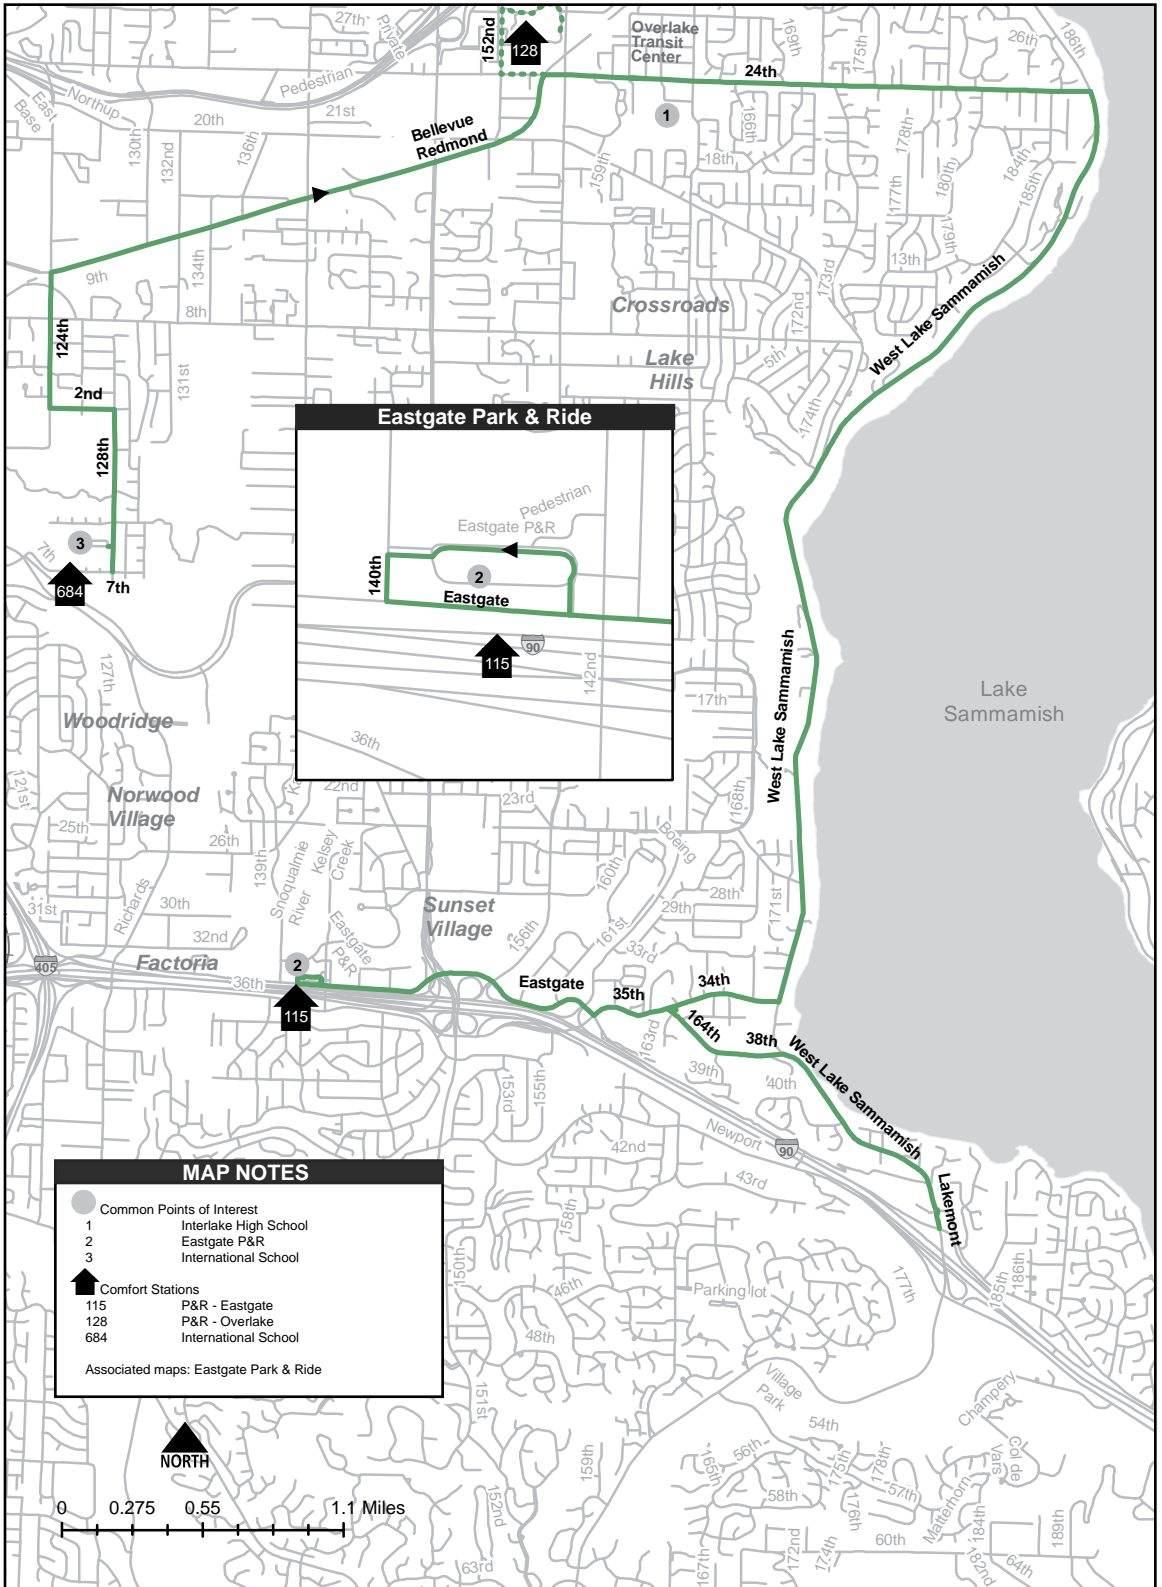 27th
Private
152nd
128
Overlake
Transit
Center
169th
175th
26th
186th
24th
Pedestrian
Northup
East
Base
21st
20th
130th
132nd
136th
Bellevue
Redmond
1
166th
18th
159th
178th
177th
180th
184th
185th
179th
13th
173rd
172nd
9th
134th
8th
124th
131st
Crossroads
West Lake Sammamish
Lake
Hills
5th
174th
2nd
128th
Eastgate Park & Ride
Pedestrian
Eastgate P&R
140th
2
Eastgate
115
90
142nd
36th
3
7th
684
7th
127th
Woodridge
17th
West Lake Sammamish
Lake
Sammamish
121st
Norwood
Village
22nd
23rd
168th
25th
26th
139th
Snoqualmie
River
Kelsey
Creek
Boeing
160th
28th
29th
171st
31st
Richards
30th
32nd
Eastgate
P&R
Sunset
Village
156th
161st
33rd
Factoria
405
36th
2
115
Eastgate
35th
34th
163rd
164th
38th
39th
40th
West Lake Sammamish
153rd
155th
Newport
90
42nd
43rd
Lakemont
158th
150th
46th
48th
Parking lot
177th
185th
186th
MAP NOTES
Common Points of Interest
1 Interlake High School
2 Eastgate P&R
3 International School
Comfort Stations
115 P&R - Eastgate
128 P&R - Overlake
684 International School
Associated maps: Eastgate Park & Ride
151st
Village
Park
Champery
54th
56th
165th
175th
178th
57th
58th
176th
Col de
Vars
Matterhorn
184th
189th
159th
152nd
NORTH
0 0.275 0.55 1.1 Miles
63rd
167th
172nd
174th
60th
182nd
64th